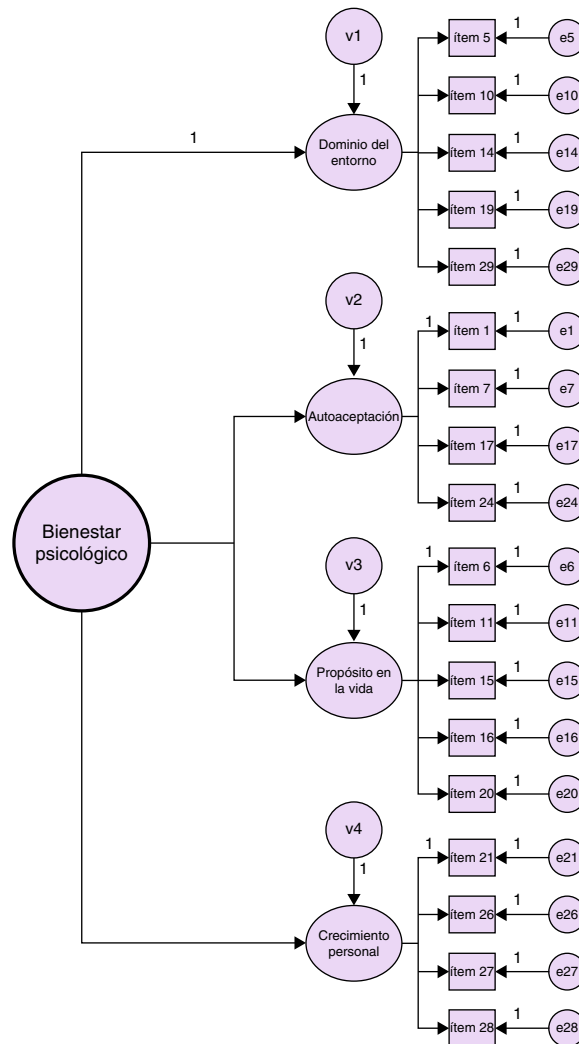 v1
1
1
Dominio del
entorno
ítem 5
1
e5
ítem 10
1
e10
ítem 14
1
e14
ítem 19
1
e19
ítem 29
1
e29
v2
1
Autoaceptación
1
ítem 1
1
e1
ítem 7
1
e7
ítem 17
1
e17
ítem 24
1
e24
Bienestar
psicológico
v3
1
Propósito en
la vida
1
ítem 6
1
e6
ítem 11
1
e11
ítem 15
1
e15
ítem 16
1
e16
ítem 20
1
e20
v4
1
Crecimiento
personal
1
ítem 21
1
e21
ítem 26
1
e26
ítem 27
1
e27
ítem 28
1
e28